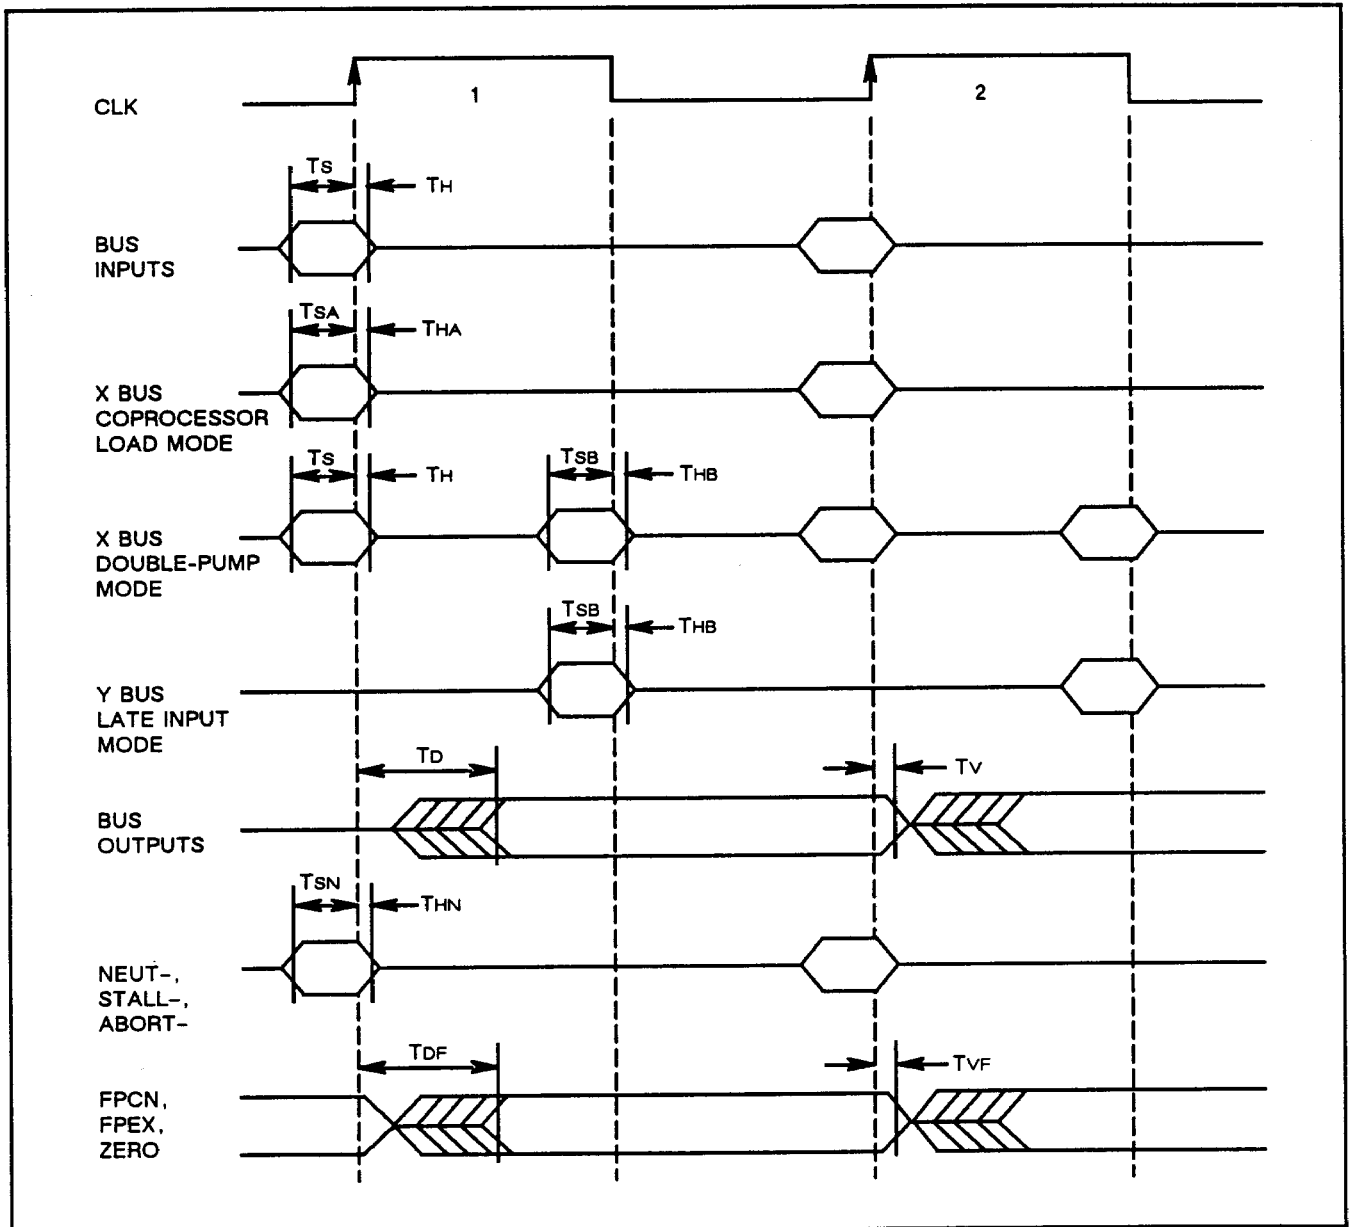 CLK
1
2
TS
TH
BUS
INPUTS
TSA
THA
X BUS
COPROCESSOR
LOAD MODE
TS
TH
TSB
THB
X BUS
DOUBLE-PUMP
MODE
TSB
THB
Y BUS
LATE INPUT
MODE
TD
TV
BUS
OUTPUTS
TSN
THN
NEUT-,
STALL-,
ABORT-
TDF
TVF
FPCN,
FPEX,
ZERO